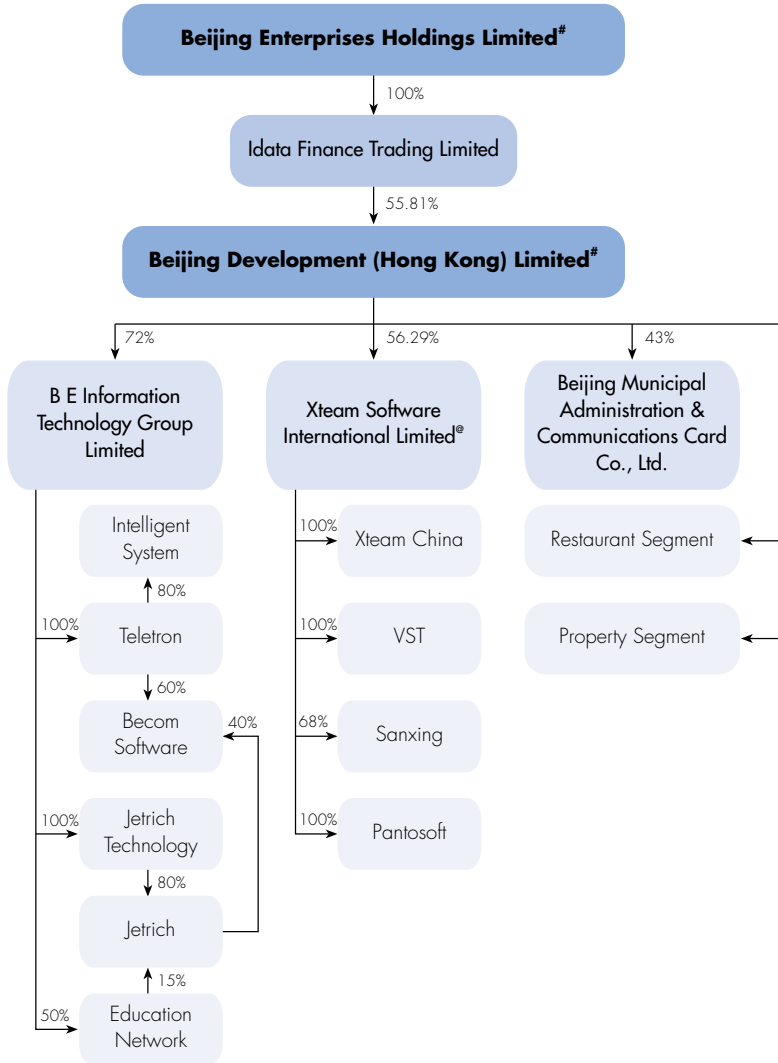 Beijing Enterprises Holdings Limited#
100%
Idata Finance Trading Limited
55.81%
Beijing Development (Hong Kong) Limited#
72%
56.29%
43%
B E Information
Technology Group
Limited
Xteam Software
International Limited@
Beijing Municipal
Administration &
Communications Card
Co., Ltd.
Intelligent
System
80%
100%
Teletron
60%
Becom
Software
40%
100%
Jetrich
Technology
80%
Jetrich
15%
50%
Education
Network
100%
Xteam China
100%
VST
68%
Sanxing
100%
Pantosoft
Restaurant Segment
Property Segment